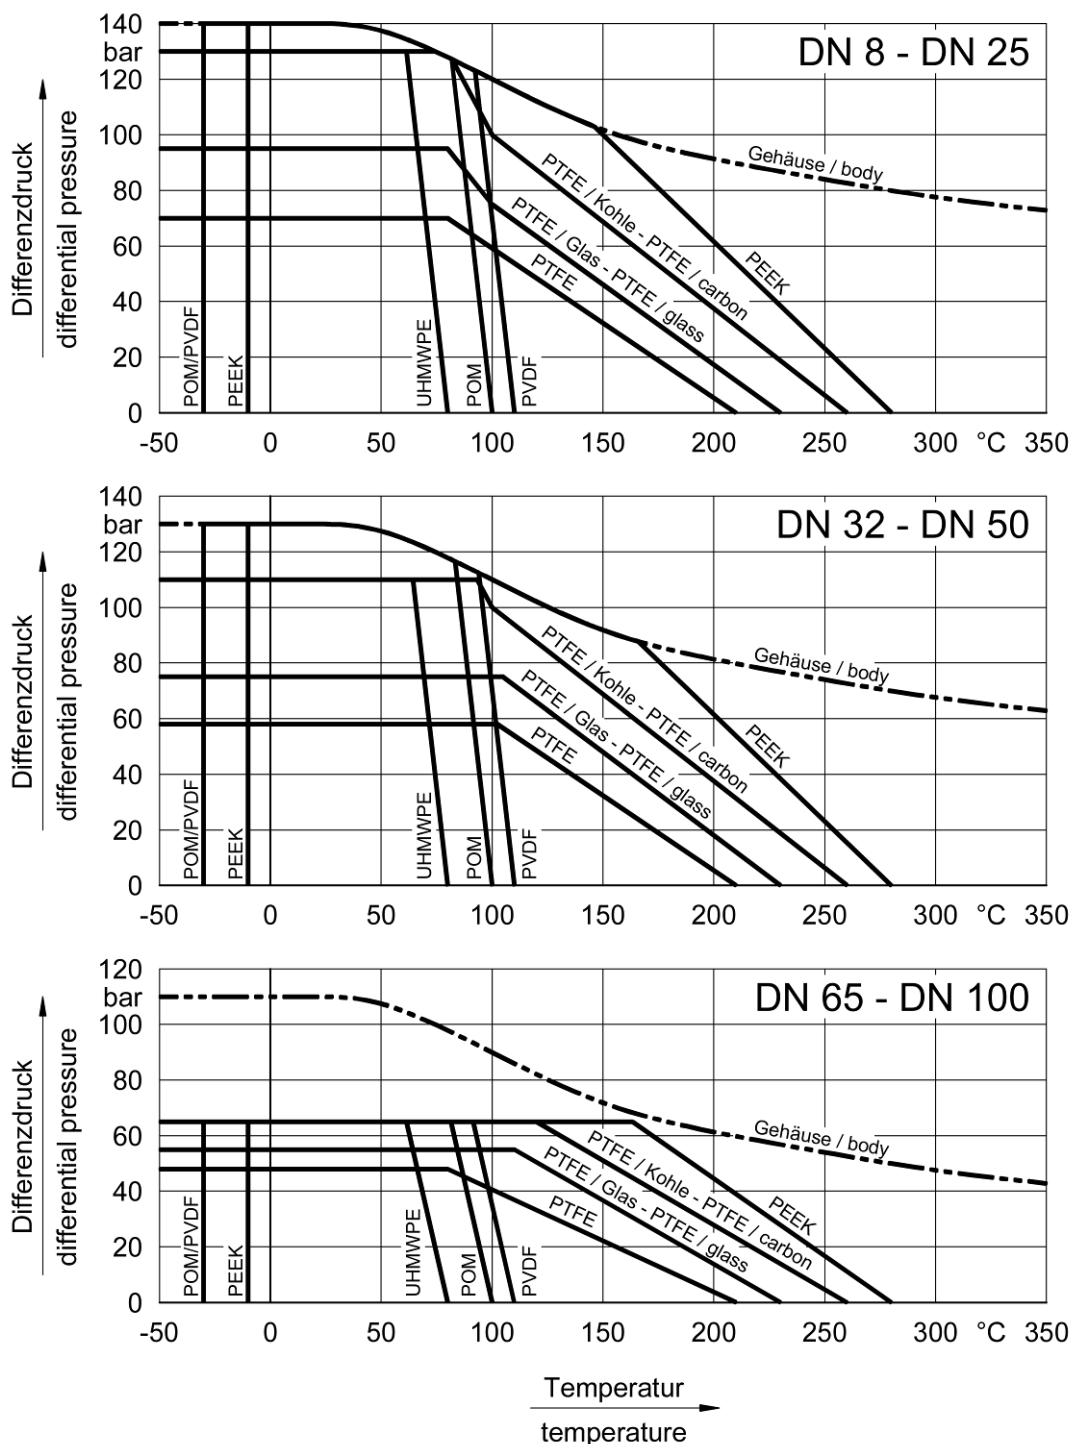 DN 8 - DN 25
140
bar
120
100
80
60
40
20
0
Differenzdruck
differential pressure
POM/PVDF
PEEK
UHMWPE
POM
PVDF
PTFE
PTFE / Glas - PTFE / glass
PTFE / Kohle - PTFE / carbon
PEEK
Gehäuse / body
-50 0 50 100 150 200 250 300 °C 350
DN 32 - DN 50
140
bar
120
100
80
60
40
20
0
Differenzdruck
differential pressure
POM/PVDF
PEEK
UHMWPE
POM
PVDF
PTFE
PTFE / Glas - PTFE / glass
PTFE / Kohle - PTFE / carbon
PEEK
Gehäuse / body
-50 0 50 100 150 200 250 300 °C 350
DN 65 - DN 100
120
bar
100
80
60
40
20
0
Differenzdruck
differential pressure
POM/PVDF
PEEK
UHMWPE
POM
PVDF
PTFE
PTFE / Glas - PTFE / glass
PTFE / Kohle - PTFE / carbon
PEEK
Gehäuse / body
-50 0 50 100 150 200 250 300 °C 350
Temperatur
temperature